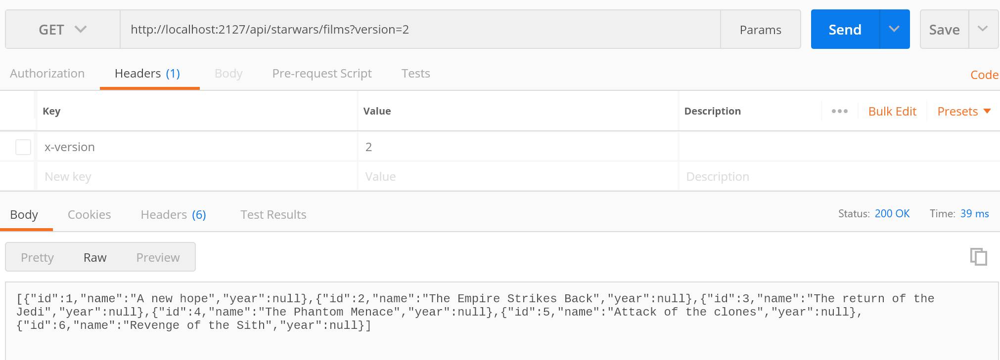 GET http://localhost:2127/api/starwars/films?version=2 Params Send Save
Authorization Headers (1) Body Pre-request Script Tests Code
Key Value Description ••• Bulk Edit Presets
x-version 2
New key Value Description
Body Cookies Headers (6) Test Results Status: 200 OK Time: 39 ms
Pretty Raw Preview
[{"id":1,"name":"A new hope","year":null},{"id":2,"name":"The Empire Strikes Back","year":null},{"id":3,"name":"The return of the
Jedi","year":null},{"id":4,"name":"The Phantom Menace","year":null},{"id":5,"name":"Attack of the clones","year":null},
{"id":6,"name":"Revenge of the Sith","year":null}]